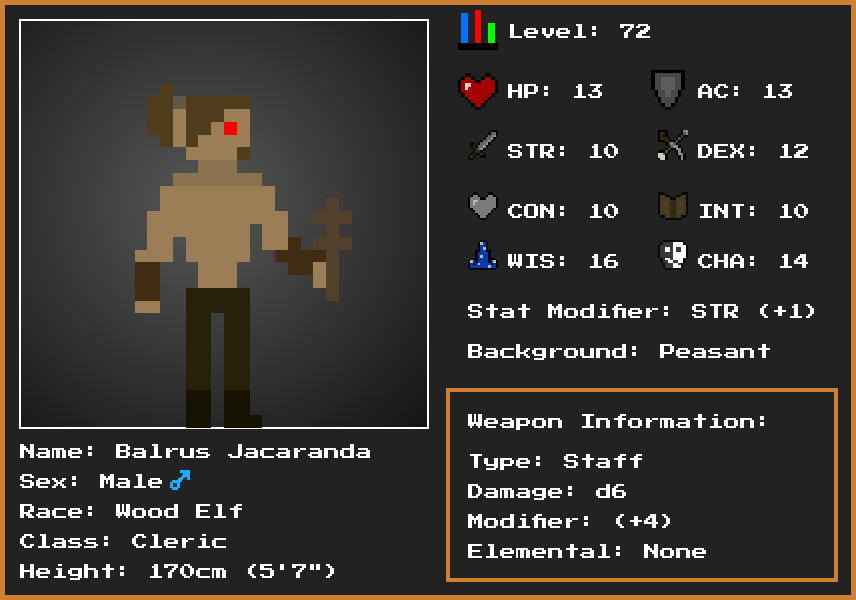 Level: 72
HP: 13
AC: 13
STR: 10
DEX: 12
CON: 10
INT: 10
WIS: 16
CHA: 14
Stat Modifier: STR (+1)
Background: Peasant
Weapon Information:
Type: Staff
Damage: d6
Modifier: (+4)
Elemental: None
Name: Balrus Jacaranda
Sex: Male♂
Race: Wood Elf
Class: Cleric
Height: 170cm (5'7")